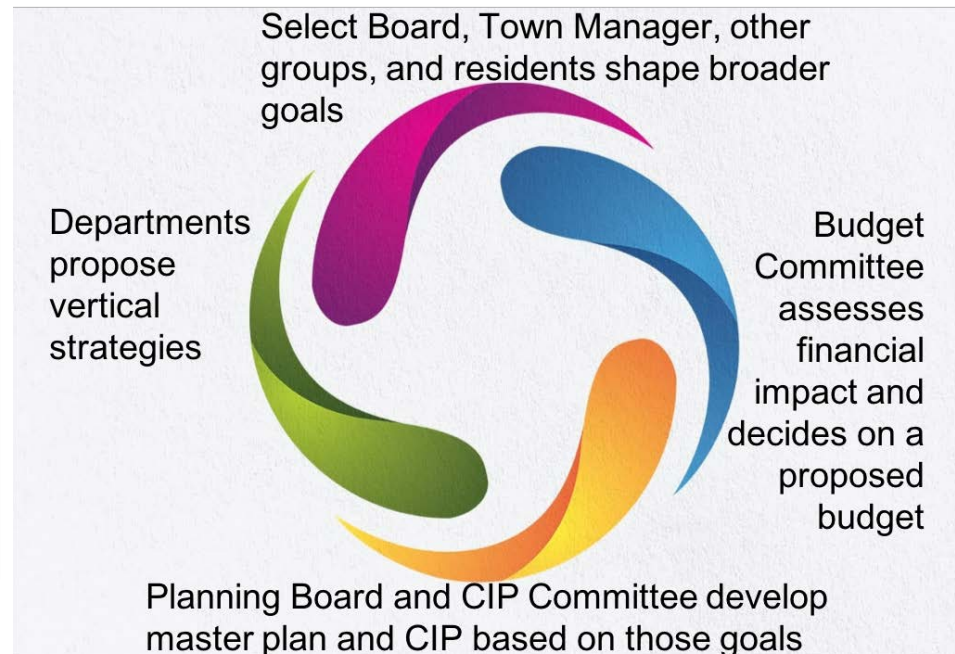 Select Board, Town Manager, other
groups, and residents shape broader
goals
Departments
propose
vertical
strategies
Budget
Committee
assesses
financial
impact and
decides on a
proposed
budget
Planning Board and CIP Committee develop
master plan and CIP based on those goals